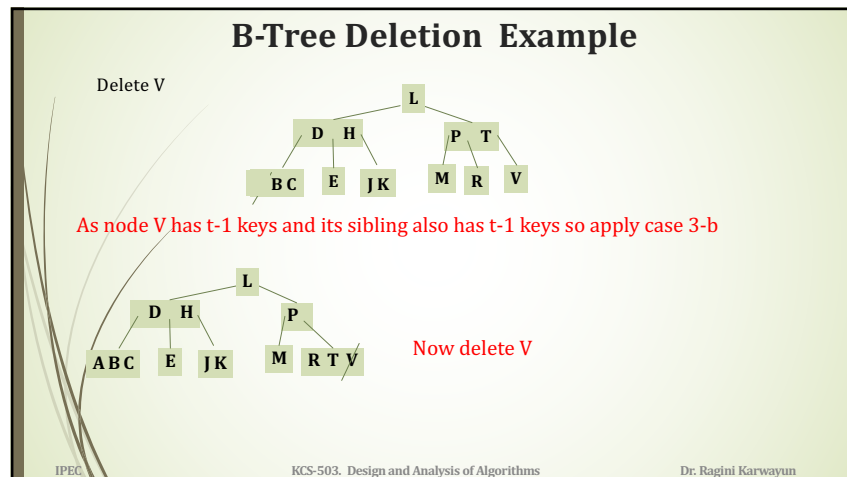 B-Tree Deletion Example
Delete V
L
D H P T
B C E J K M R V
As node V has t-1 keys and its sibling also has t-1 keys so apply case 3-b
L
D H P
A B C E J K M R T V
Now delete V
IPEC KCS-503. Design and Analysis of Algorithms Dr. Ragini Karwayun